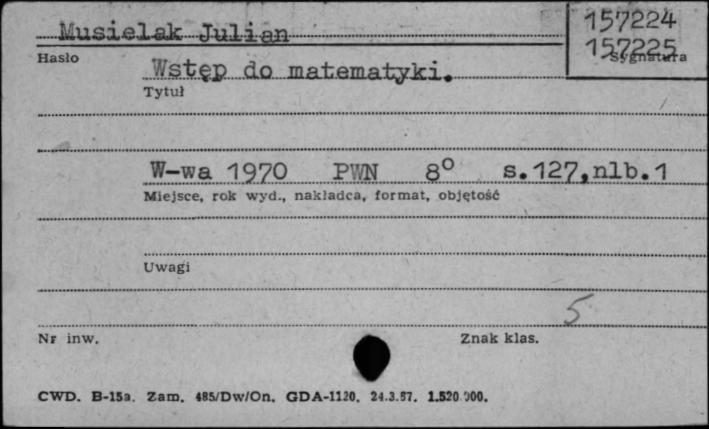 Musielak Julian
157224
157225
Hasło
Sygnatura
Wstęp do matematyki.
Tytuł
W-wa 1970 PWN 8° s.127,nlb.1
Miejsce, rok wyd., nakładca, format, objętość
Uwagi
5
Nr inw. Znak klas.
CWD. B-15a. Zam. 485/Dw/On. GDA-1120. 24.3.67. 1.520.000.